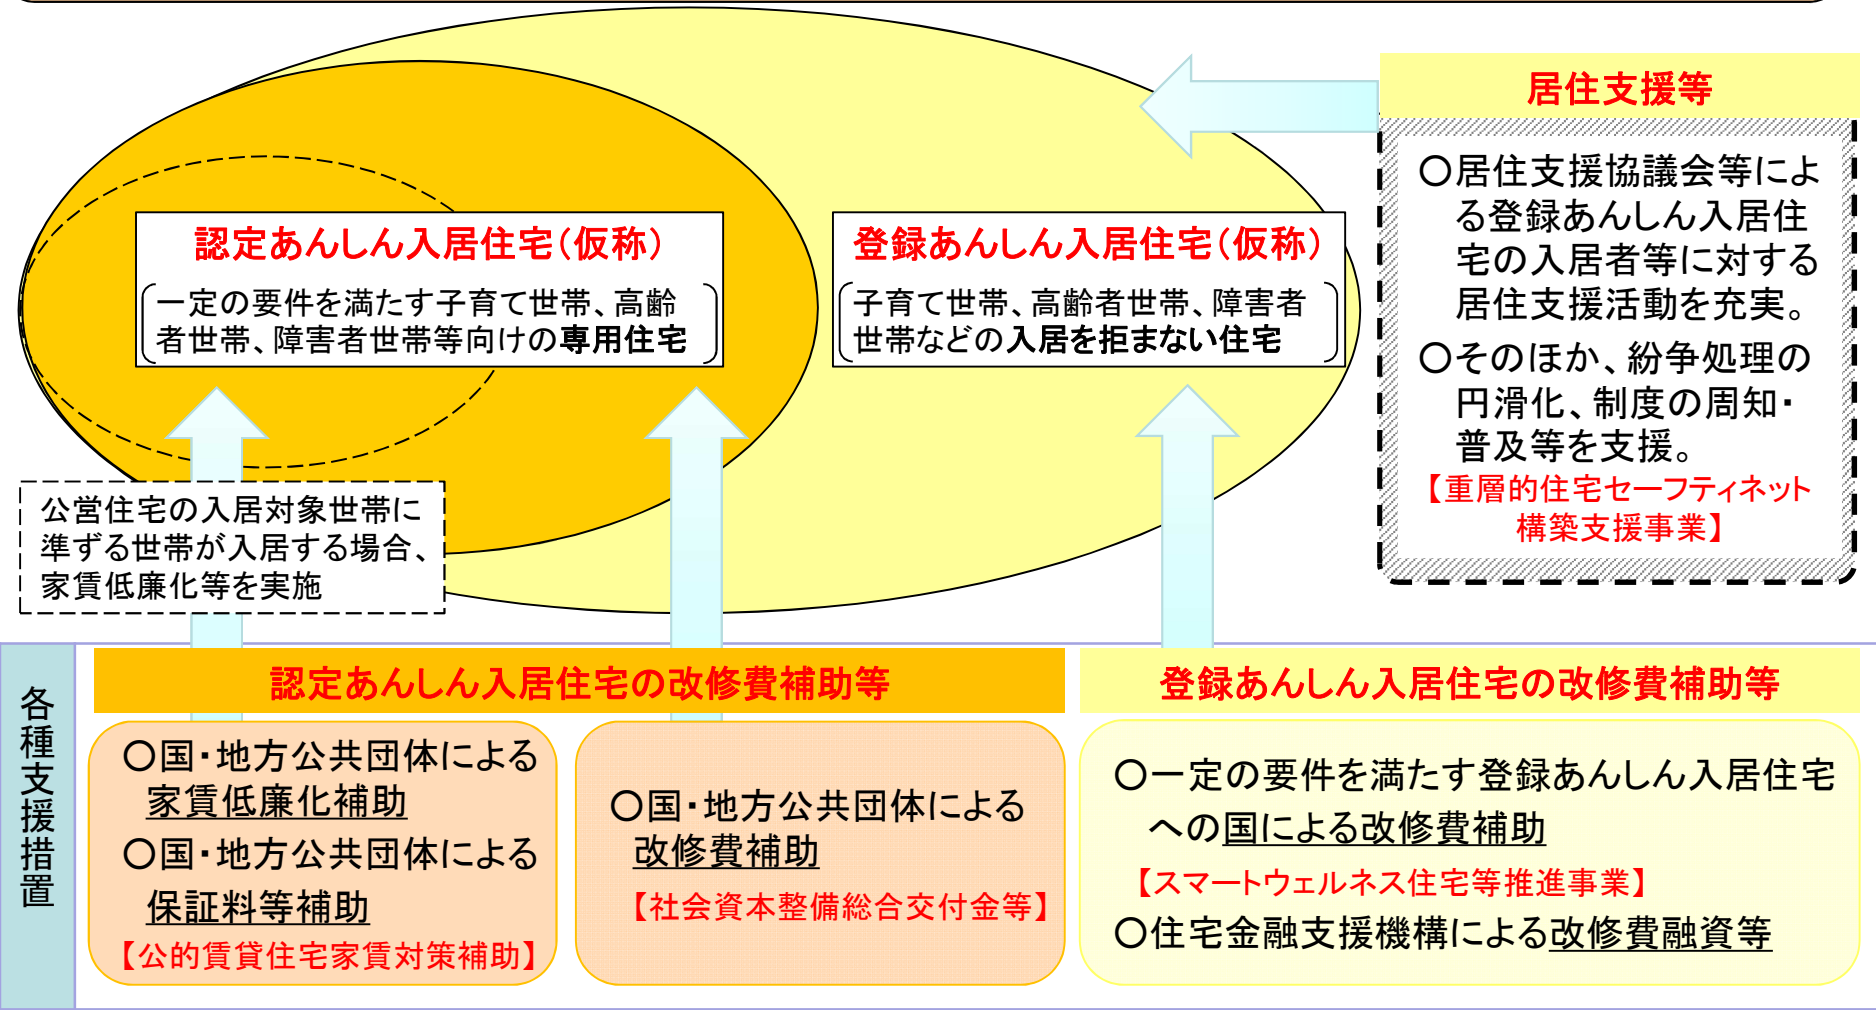 認定あんしん入居住宅(仮称)
一定の要件を満たす子育て世帯、高齢
者世帯、障害者世帯等向けの専用住宅
登録あんしん入居住宅(仮称)
子育て世帯、高齢者世帯、障害者
世帯などの入居を拒まない住宅
居住支援等
○居住支援協議会等によ
る登録あんしん入居住
宅の入居者等に対する
居住支援活動を充実。
○そのほか、紛争処理の
円滑化、制度の周知・
普及等を支援。
【重層的住宅セーフティネット
構築支援事業】
公営住宅の入居対象世帯に
準ずる世帯が入居する場合、
家賃低廉化等を実施
各種支援措置
認定あんしん入居住宅の改修費補助等
○国・地方公共団体による
家賃低廉化補助
○国・地方公共団体による
保証料等補助
【公的賃貸住宅家賃対策補助】
○国・地方公共団体による
改修費補助
【社会資本整備総合交付金等】
登録あんしん入居住宅の改修費補助等
○一定の要件を満たす登録あんしん入居住宅
への国による改修費補助
【スマートウェルネス住宅等推進事業】
○住宅金融支援機構による改修費融資等